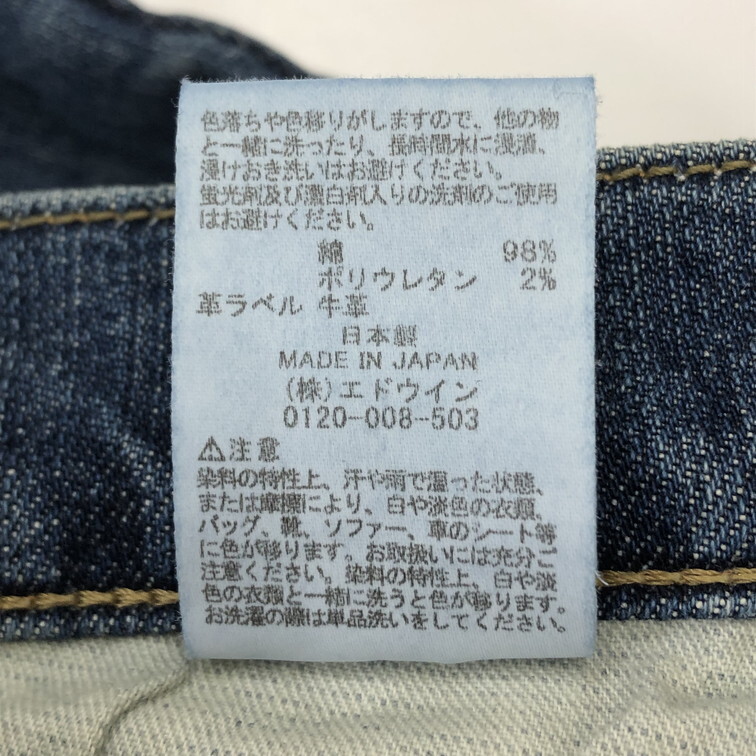 色落ちや色移りがしますので、他の物
と一緒に洗ったり、長時間水に浸漬、
漬けおき洗いはお避けください。
蛍光剤及び漂白剤入りの洗剤のご使用
はお避けください。
綿 98%
ポリウレタン 2%
革ラベル 牛革
日本製
MADE IN JAPAN
(株)エドウイン
0120-008-503
⚠注意
染料の特性上、汗や雨で湿った状態、
または摩擦により、白や淡色の衣類、
バッグ、靴、ソファー、車のシート等
に色が移ります。お取扱いには充分ご
注意ください。染料の特性上、白や淡
色の衣類と一緒に洗うと色が移ります。
お洗濯の際は単品洗いをしてください。